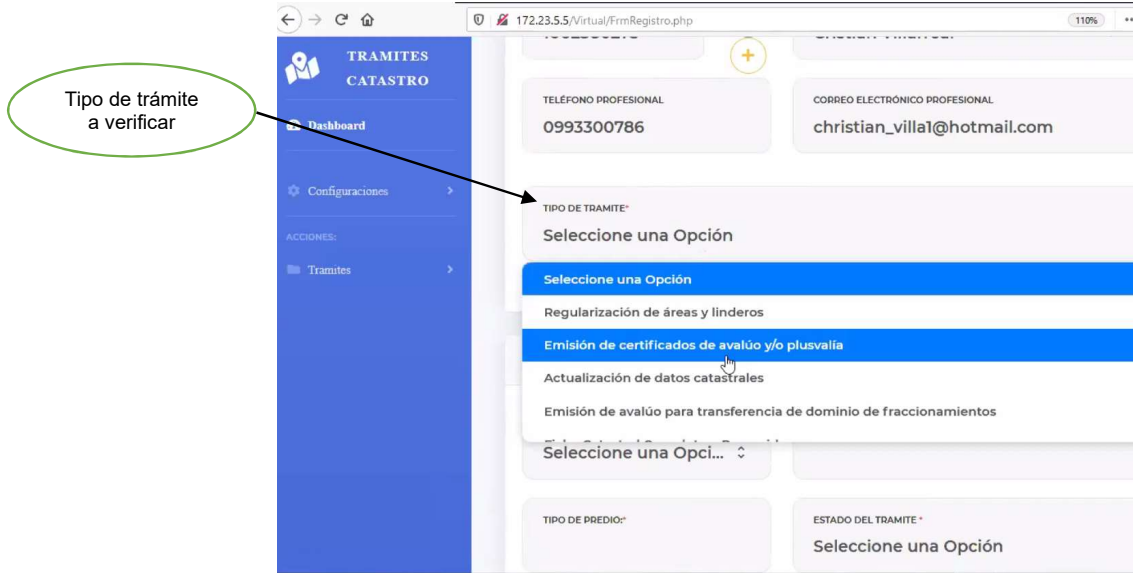 172.23.5.5/Virtual/FrmRegistro.php
110%
TRAMITES
CATASTRO
Tipo de trámite
a verificar
Dashboard
Configuraciones
ACCIONES:
Tramites
TELÉFONO PROFESIONAL
0993300786
CORREO ELECTRÓNICO PROFESIONAL
christian_villa1@hotmail.com
TIPO DE TRAMITE*
Seleccione una Opción
Seleccione una Opción
Regularización de áreas y linderos
Emisión de certificados de avalúo y/o plusvalía
Actualización de datos catastrales
Emisión de avalúo para transferencia de dominio de fraccionamientos
Seleccione una Opci...
TIPO DE PREDIO:*
ESTADO DEL TRAMITE *
Seleccione una Opción